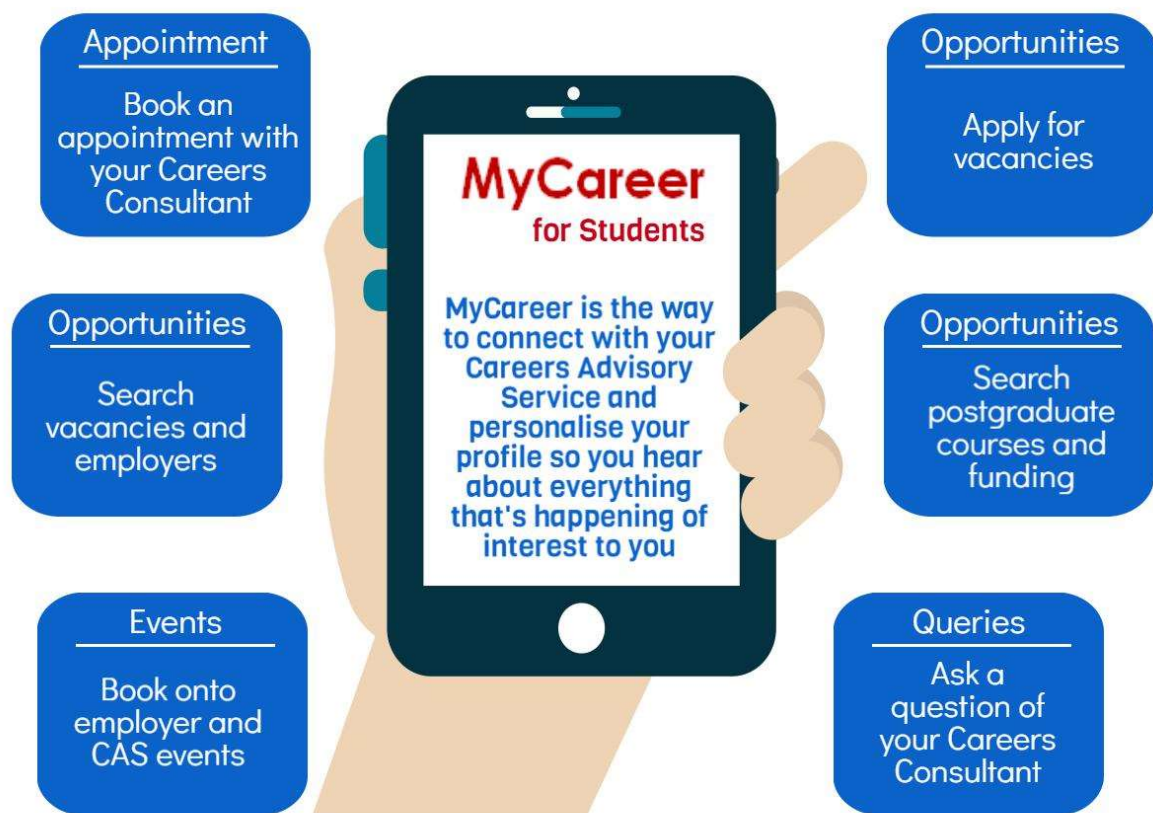 Appointment
Book an
appointment with
your Careers
Consultant
Opportunities
Search
vacancies and
employers
Events
Book onto
employer and
CAS events
MyCareer
for Students
MyCareer is the way
to connect with your
Careers Advisory
Service and
personalise your
profile so you hear
about everything
that's happening of
interest to you
Opportunities
Apply for
vacancies
Opportunities
Search
postgraduate
courses and
funding
Queries
Ask a
question of
your Careers
Consultant